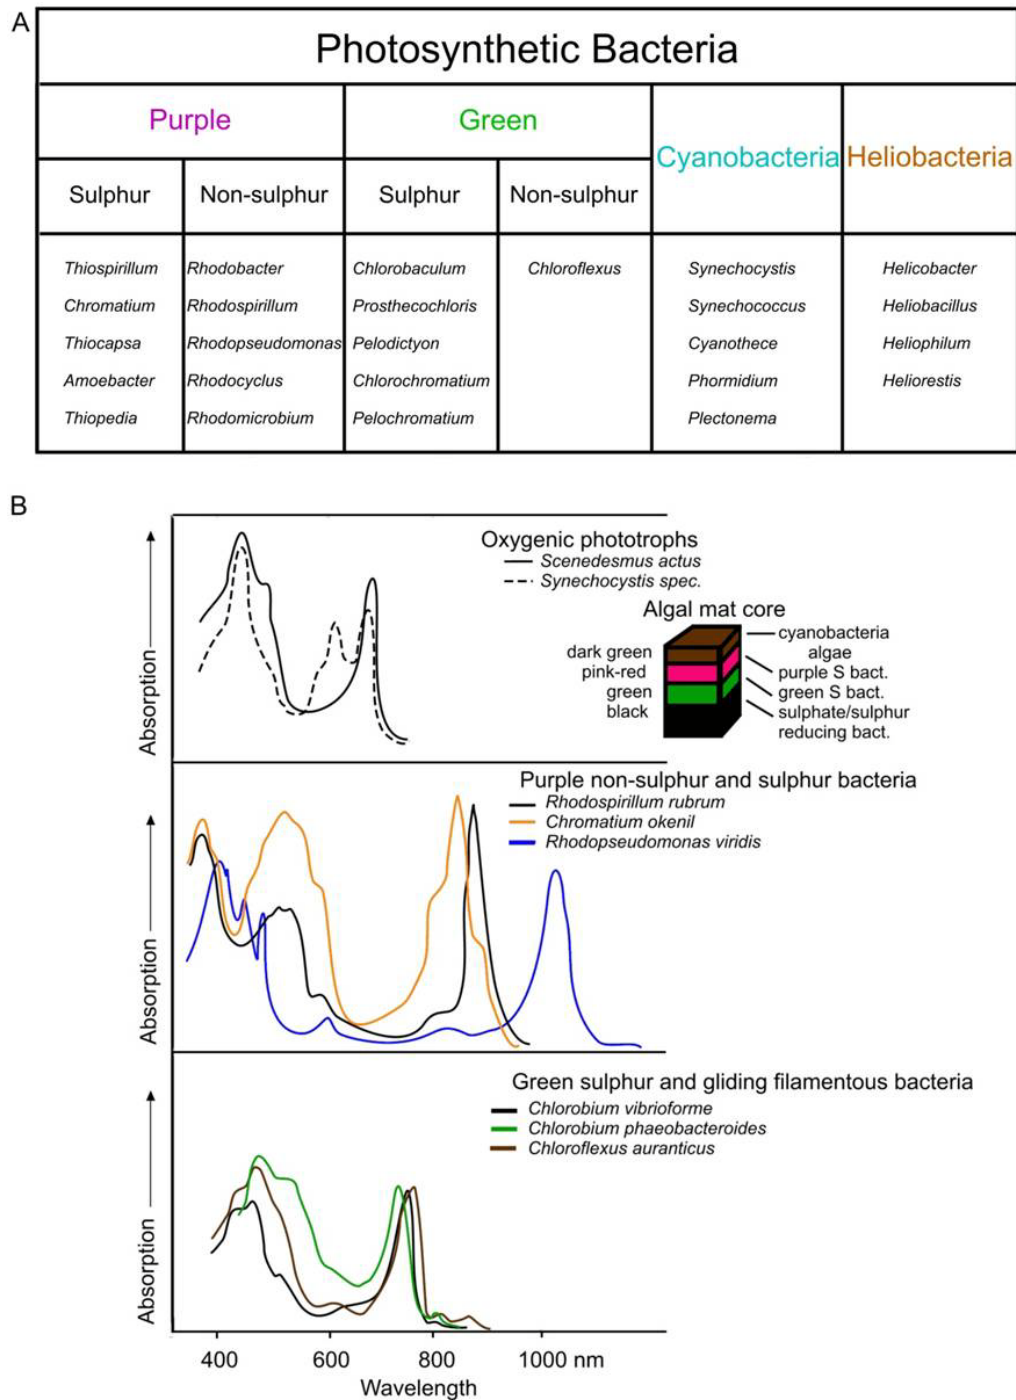 A
Photosynthetic Bacteria
Purple
Green
Cyanobacteria
Heliobacteria
Sulphur
Non-sulphur
Sulphur
Non-sulphur
Thiospirillum
Rhodobacter
Chlorobaculum
Chloroflexus
Synechocystis
Helicobacter
Chromatium
Rhodospirillum
Prosthecochloris
Synechococcus
Heliobacillus
Thiocapsa
Rhodopseudomonas
Pelodictyon
Cyanothece
Heliophilum
Amoebacter
Rhodocyclus
Chlorochromatium
Phormidium
Heliorestis
Thiopedia
Rhodomicrobium
Pelochromatium
Plectonema
B
Absorption
Oxygenic phototrophs
Scenedesmus actus
Synechocystis spec.
Algal mat core
dark green
pink-red
green
black
cyanobacteria
algae
purple S bact.
green S bact.
sulphate/sulphur
reducing bact.
Absorption
Purple non-sulphur and sulphur bacteria
Rhodospirillum rubrum
Chromatium okenil
Rhodopseudomonas viridis
Absorption
Green sulphur and gliding filamentous bacteria
Chlorobium vibrioforme
Chlorobium phaeobacteroides
Chloroflexus auranticus
400 600 800 1000 nm
Wavelength